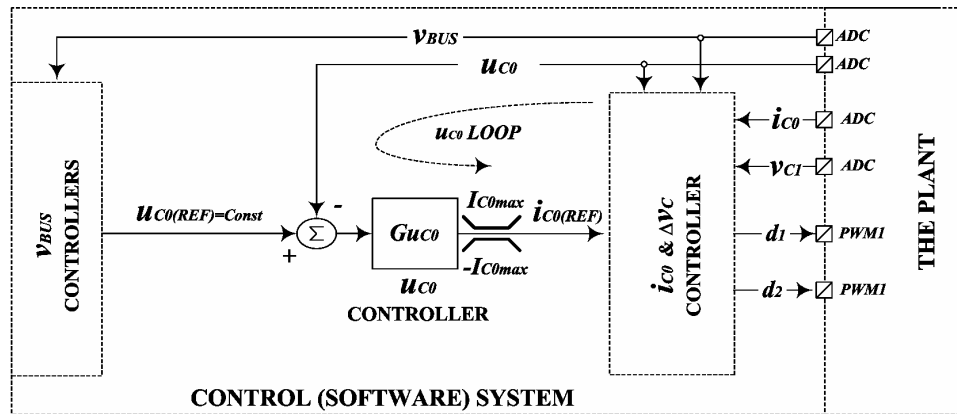 vBUS
ADC
uC0
ADC
uC0 LOOP
iC0
ADC
vC1
ADC
vBUS
CONTROLLERS
uC0(REF)=Const
-
+
Σ
GuC0
uC0
CONTROLLER
IC0max
-IC0max
iC0(REF)
iC0 & ΔvC
CONTROLLER
d1
PWM1
d2
PWM1
THE PLANT
CONTROL (SOFTWARE) SYSTEM